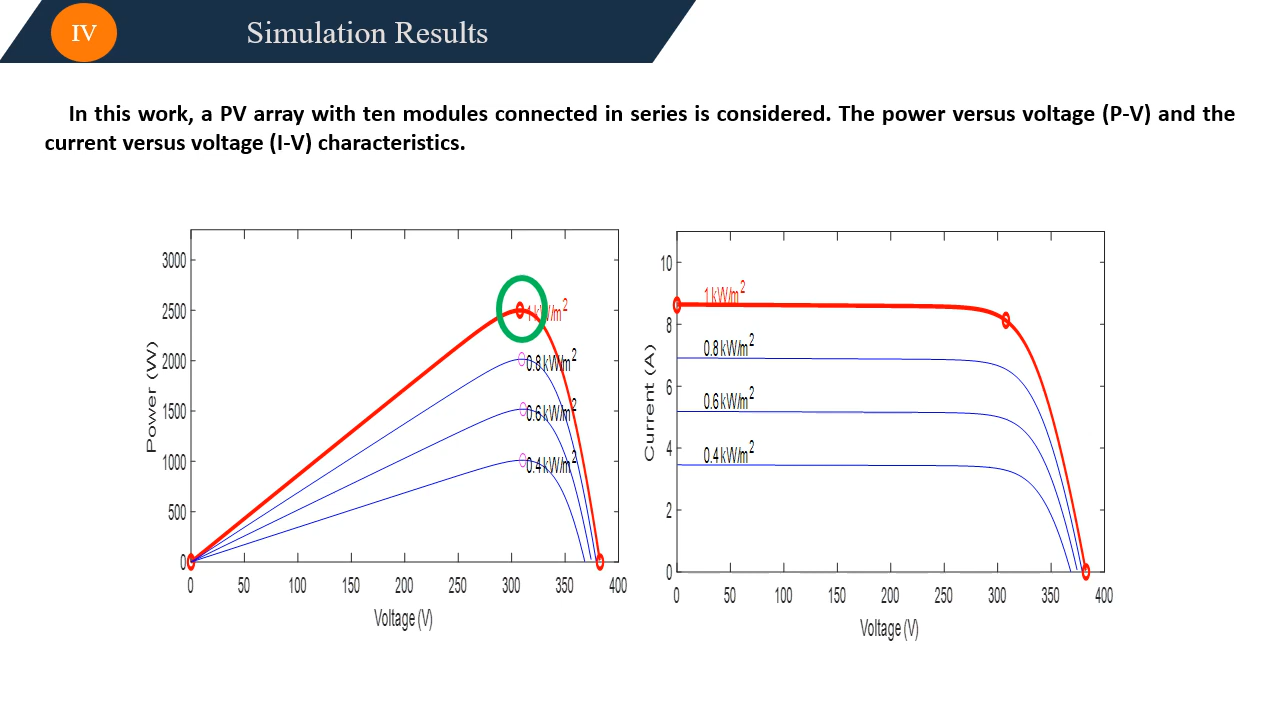 IV
Simulation Results
In this work, a PV array with ten modules connected in series is considered. The power versus voltage (P-V) and the
current versus voltage (I-V) characteristics.
3000
2500
2000
1500
1000
500
0
Power (W)
1 kW/m²
0.8 kW/m²
0.6 kW/m²
0.4 kW/m²
0 50 100 150 200 250 300 350 400
Voltage (V)
10
8
6
4
2
0
Current (A)
1 kW/m²
0.8 kW/m²
0.6 kW/m²
0.4 kW/m²
0 50 100 150 200 250 300 350 400
Voltage (V)